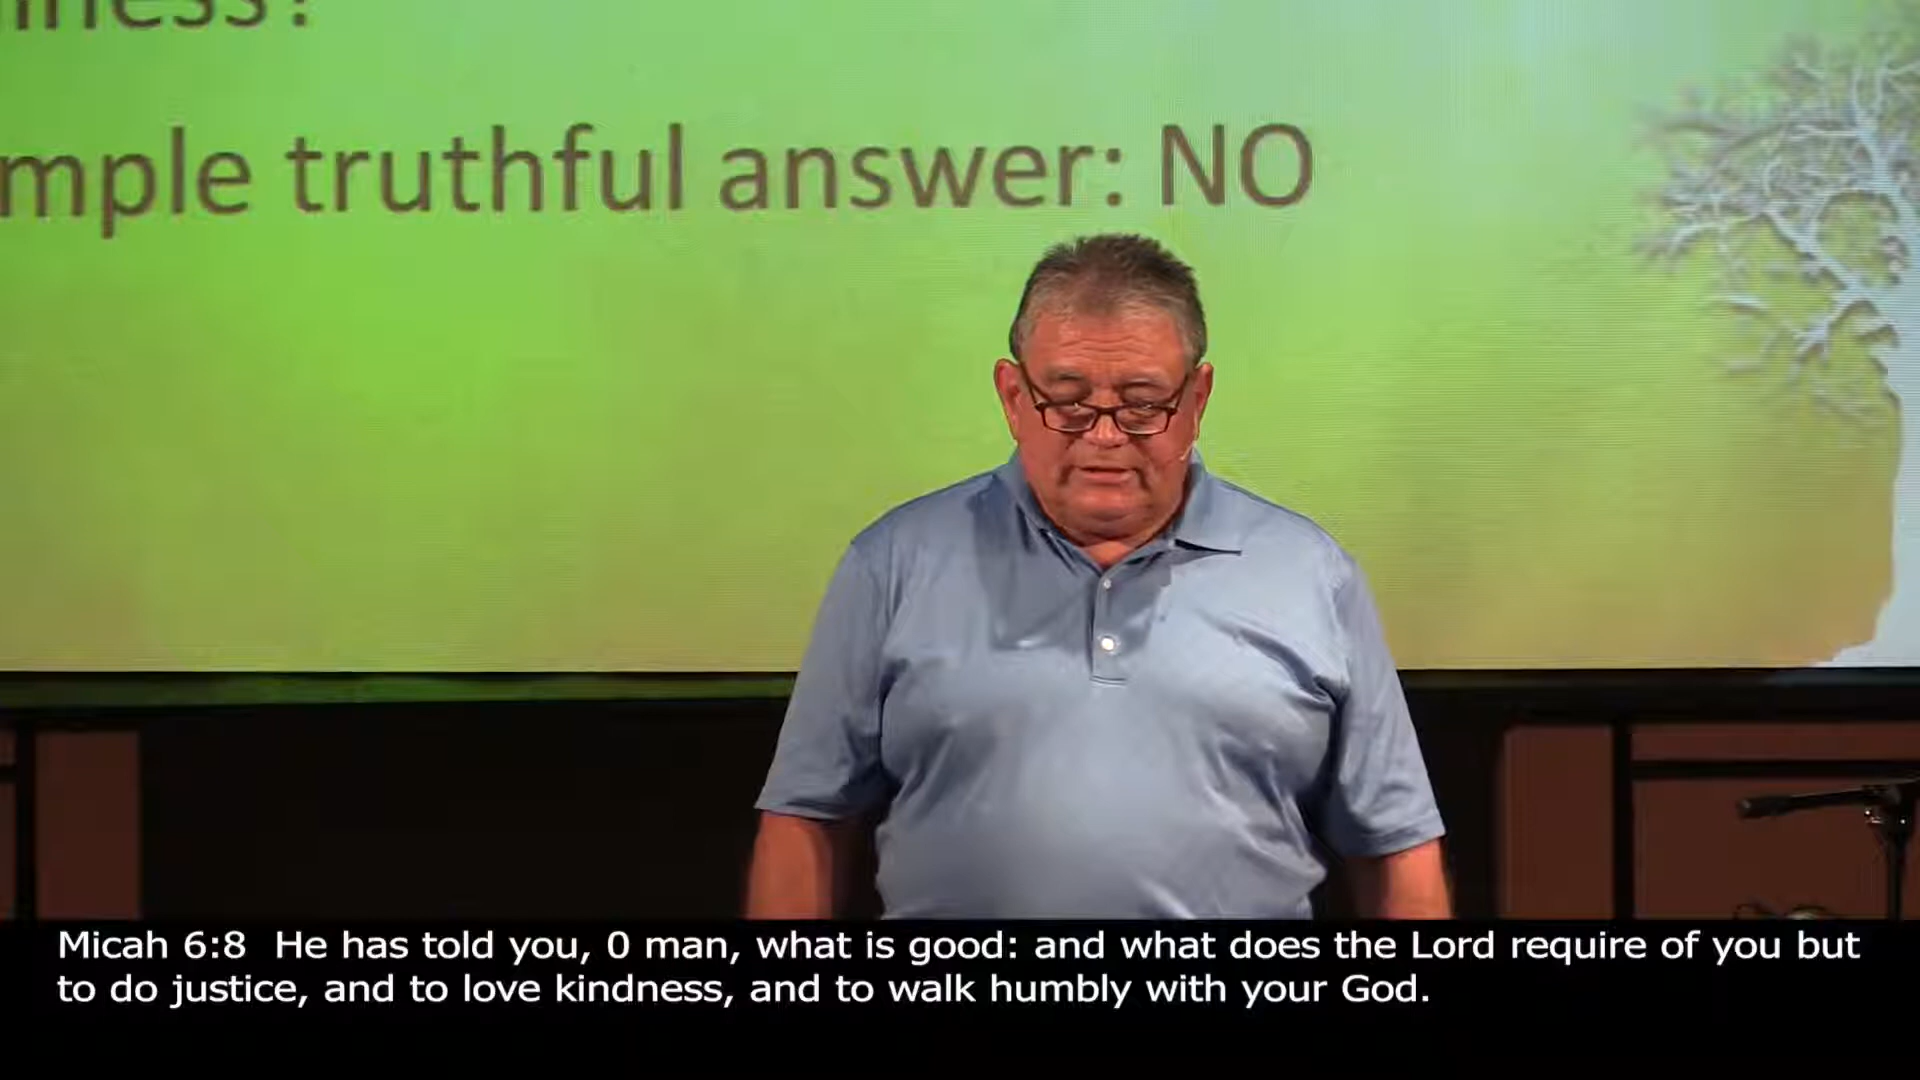 mple truthful answer: NO
Micah 6:8 He has told you, 0 man, what is good: and what does the Lord require of you but
to do justice, and to love kindness, and to walk humbly with your God.